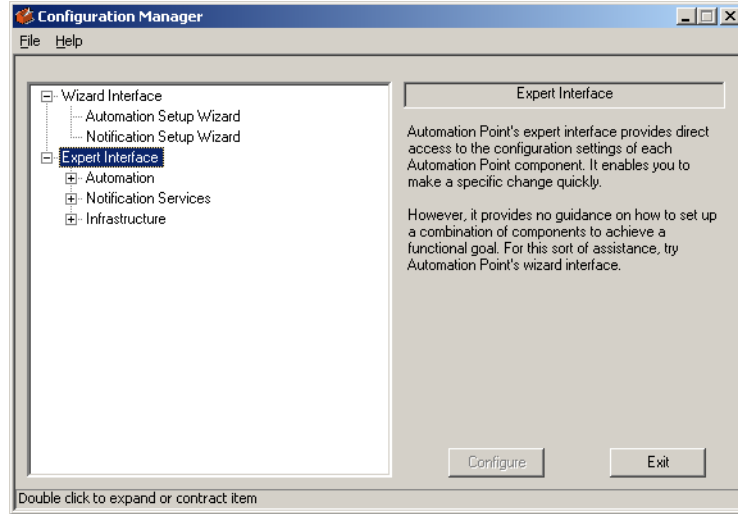 Configuration Manager
File Help
Wizard Interface
Automation Setup Wizard
Notification Setup Wizard
Expert Interface
Automation
Notification Services
Infrastructure
Expert Interface
Automation Point's expert interface provides direct
access to the configuration settings of each
Automation Point component. It enables you to
make a specific change quickly.
However, it provides no guidance on how to set up
a combination of components to achieve a
functional goal. For this sort of assistance, try
Automation Point's wizard interface.
Configure
Exit
Double click to expand or contract item